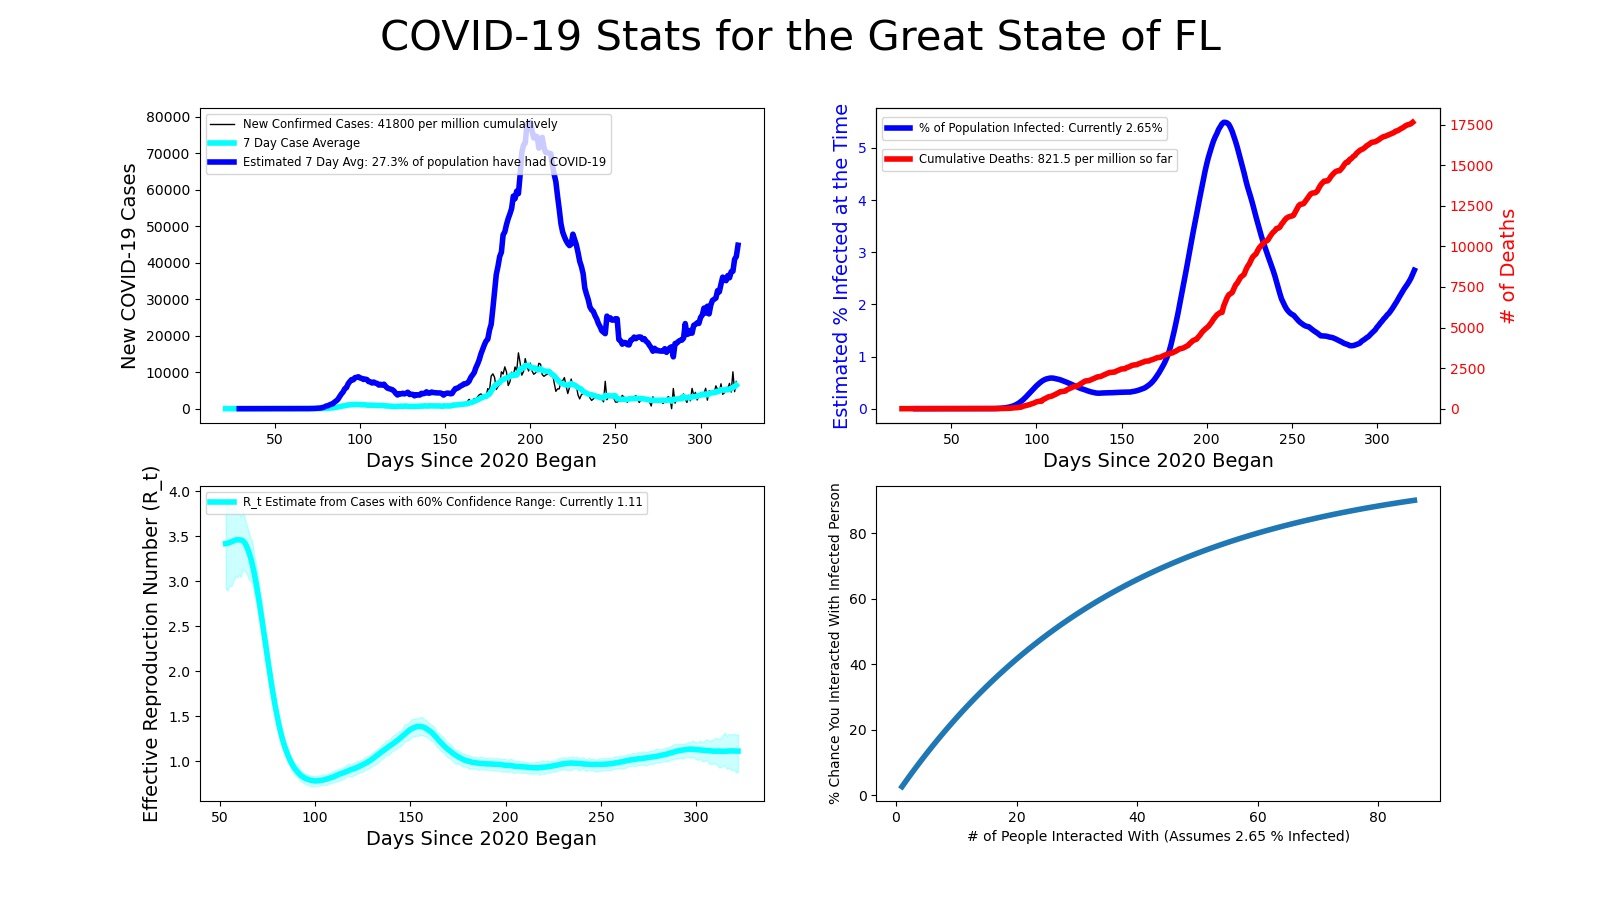 COVID-19 Stats for the Great State of FL
New COVID-19 Cases
80000
70000
60000
50000
40000
30000
20000
10000
0
New Confirmed Cases: 41800 per million cumulatively
7 Day Case Average
Estimated 7 Day Avg: 27.3% of population have had COVID-19
50 100 150 200 250 300
Days Since 2020 Began
Estimated % Infected at the Time
5
4
3
2
1
0
% of Population Infected: Currently 2.65%
Cumulative Deaths: 821.5 per million so far
17500
15000
12500
10000
7500
5000
2500
0
# of Deaths
50 100 150 200 250 300
Days Since 2020 Began
Effective Reproduction Number (R_t)
4.0
3.5
3.0
2.5
2.0
1.5
1.0
R_t Estimate from Cases with 60% Confidence Range: Currently 1.11
50 100 150 200 250 300
Days Since 2020 Began
% Chance You Interacted With Infected Person
80
60
40
20
0
0 20 40 60 80
# of People Interacted With (Assumes 2.65 % Infected)